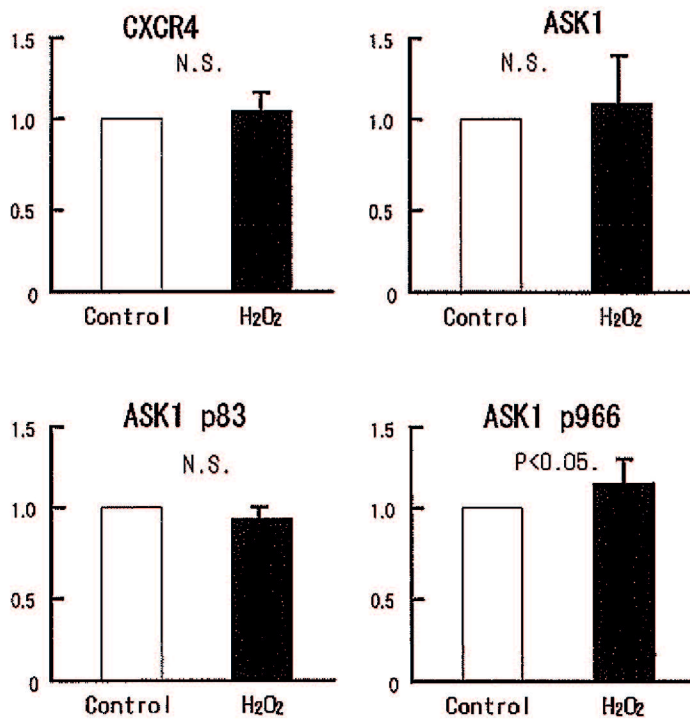 CXCR4
N.S.
1.5
1.0
0.5
0
Control H₂O₂
ASK1
N.S.
1.5
1.0
0.5
0
Control H₂O₂
ASK1 p83
N.S.
1.5
1.0
0.5
0
Control H₂O₂
ASK1 p966
P<0.05.
1.5
1.0
0.5
0
Control H₂O₂